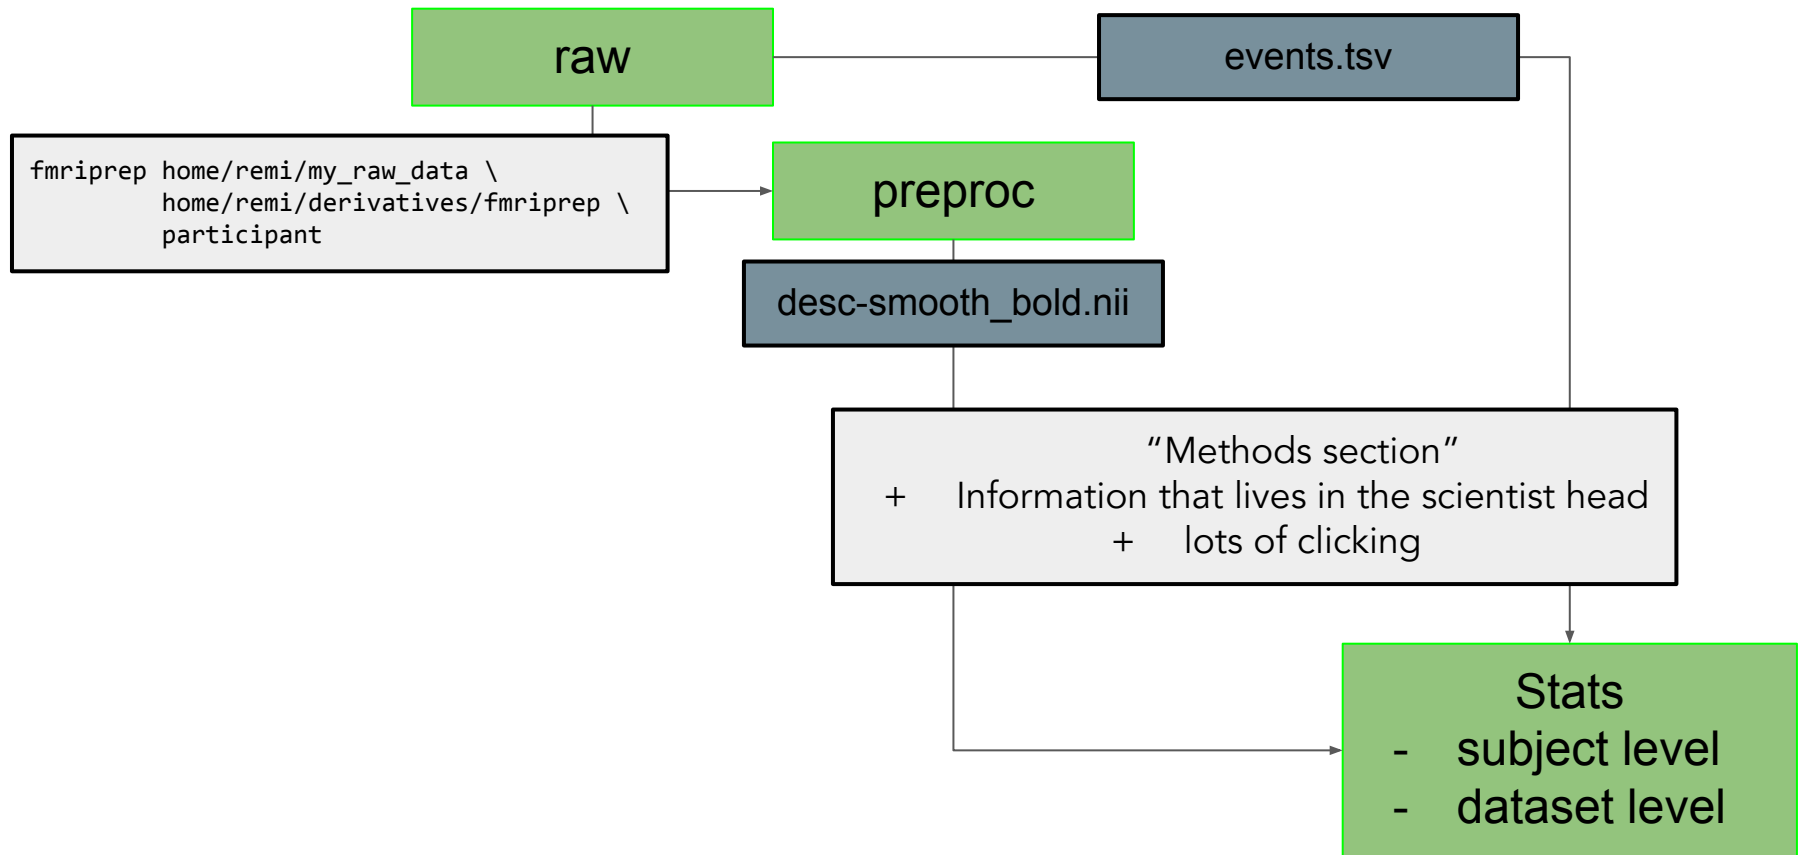 raw
events.tsv
fmriprep home/remi/my_raw_data \
home/remi/derivatives/fmriprep \
participant
preproc
desc-smooth_bold.nii
“Methods section”
+ Information that lives in the scientist head
+ lots of clicking
Stats
- subject level
- dataset level